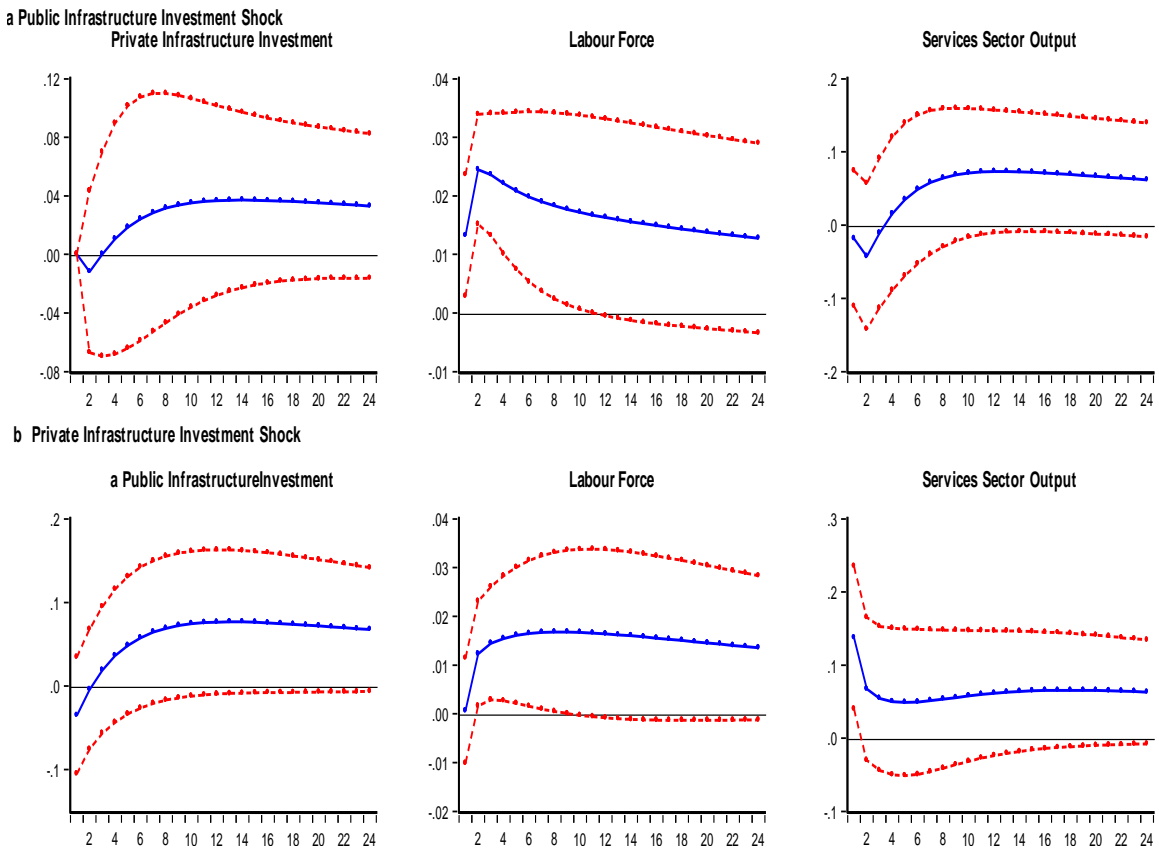 a Public Infrastructure Investment Shock
Private Infrastructure Investment Labour Force Services Sector Output
.12 .04 .2
.08 .03 .1
.04 .02 .0
.00 .01 -.1
-.04 .00 -.2
-.08 -.01
2 4 6 8 10 12 14 16 18 20 22 24 2 4 6 8 10 12 14 16 18 20 22 24 2 4 6 8 10 12 14 16 18 20 22 24
b Private Infrastructure Investment Shock
a Public InfrastructureInvestment Labour Force Services Sector Output
.2 .04 .3
.1 .03 .2
.0 .02 .1
-.1 .01 .0
.00 -.1
-.01
-.02
2 4 6 8 10 12 14 16 18 20 22 24 2 4 6 8 10 12 14 16 18 20 22 24 2 4 6 8 10 12 14 16 18 20 22 24